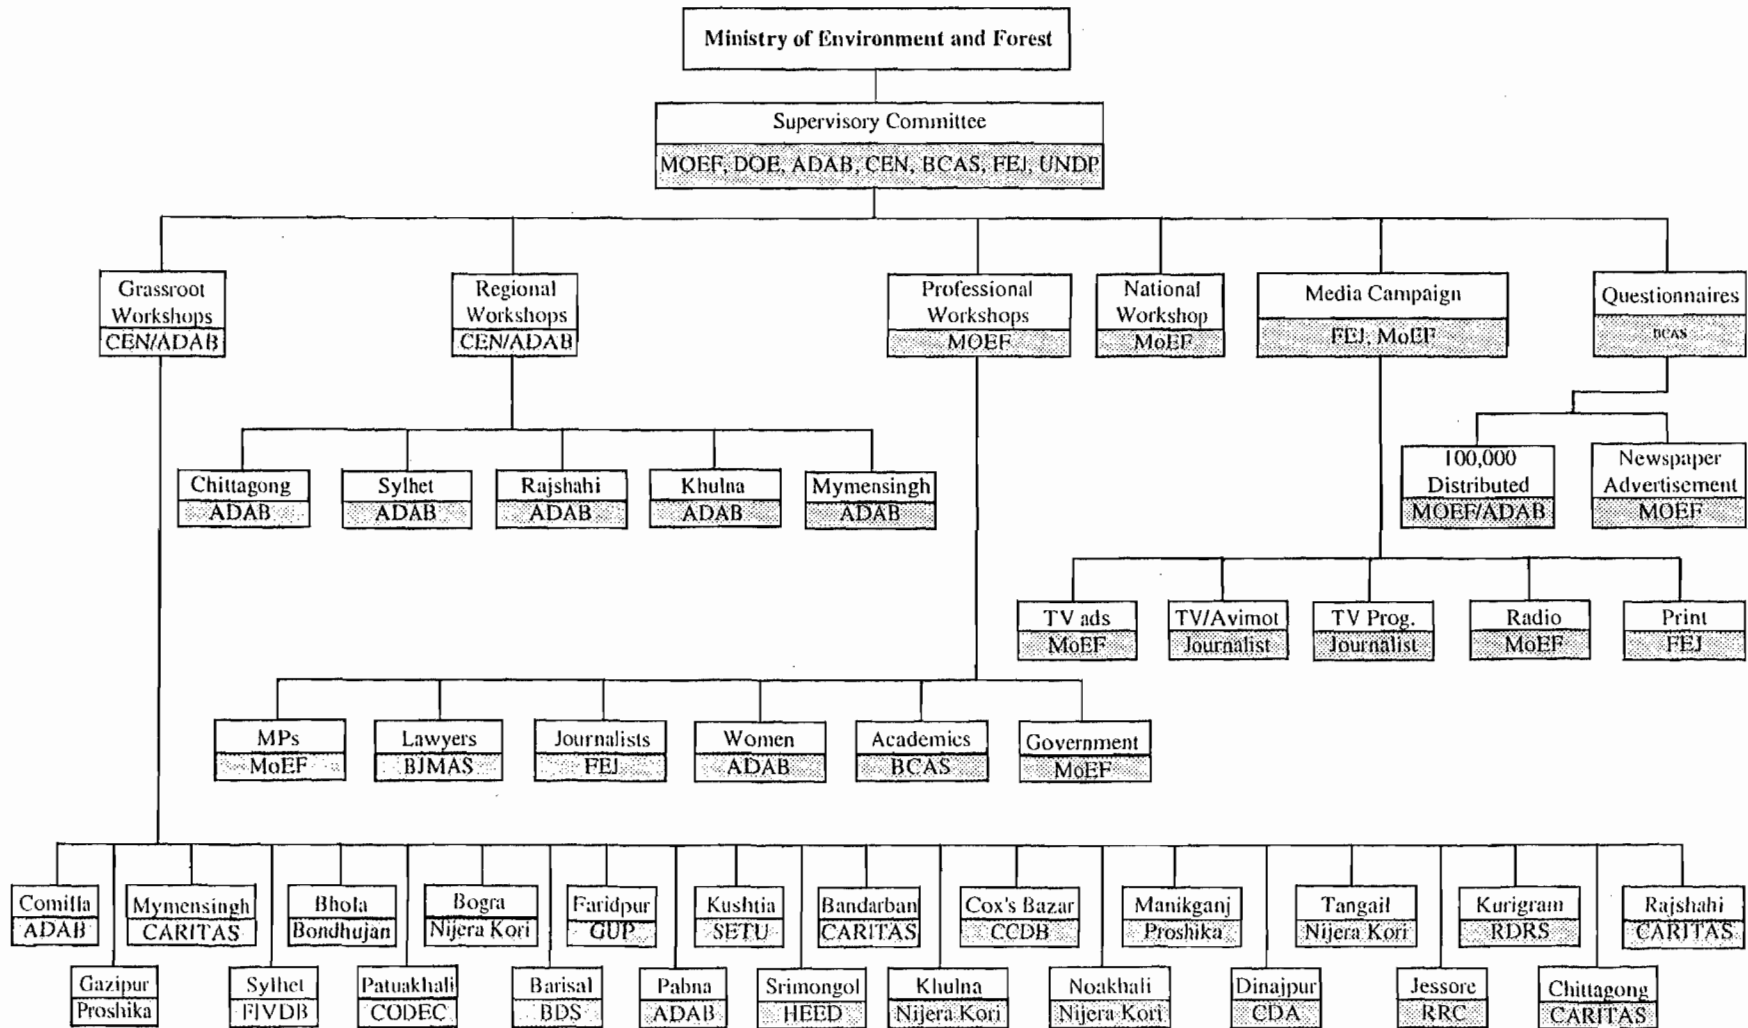 Ministry of Environment and Forest
Supervisory Committee
MOEF, DOE, ADAB, CEN, BCAS, FEJ, UNDP
Grassroot
Workshops
CEN/ADAB
Regional
Workshops
CEN/ADAB
Professional
Workshops
MOEF
National
Workshop
MoEF
Media Campaign
FEJ, MoEF
Questionnaires
BCAS
Chittagong
ADAB
Sylhet
ADAB
Rajshahi
ADAB
Khulna
ADAB
Mymensingh
ADAB
100,000
Distributed
MOEF/ADAB
Newspaper
Advertisement
MOEF
TV ads
MoEF
TV/Avimot
Journalist
TV Prog.
Journalist
Radio
MoEF
Print
FEJ
MPs
MoEF
Lawyers
BJMAS
Journalists
FEJ
Women
ADAB
Academics
BCAS
Government
MoEF
Comilla
ADAB
Mymensingh
CARITAS
Bhola
Bondhujan
Bogra
Nijera Kori
Faridpur
GUP
Kushtia
SETU
Bandarban
CARITAS
Cox's Bazar
CCDB
Manikganj
Proshika
Tangail
Nijera Kori
Kurigram
RDRS
Rajshahi
CARITAS
Gazipur
Proshika
Sylhet
FIVDB
Patuakhali
CODEC
Barisal
BDS
Pabna
ADAB
Srimongol
HEED
Khulna
Nijera Kori
Noakhali
Nijera Kori
Dinajpur
CDA
Jessore
RRC
Chittagong
CARITAS